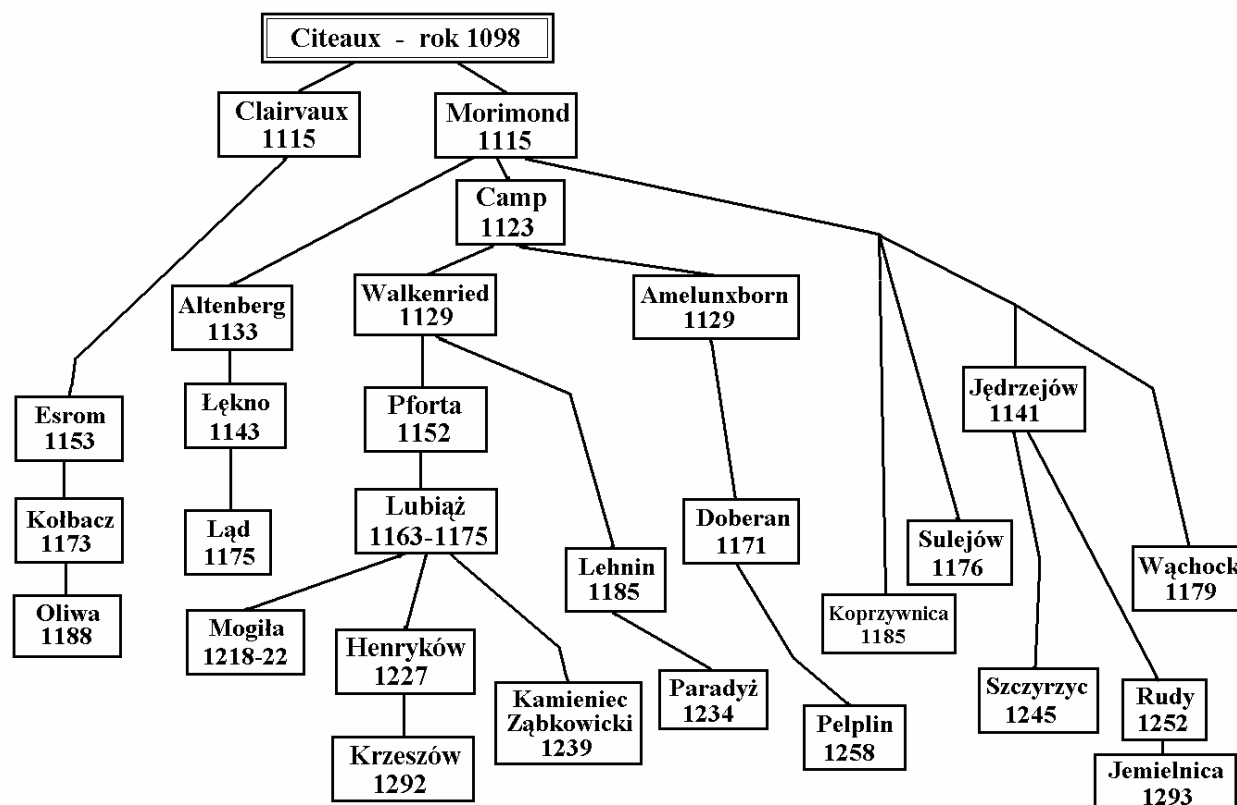 Citeaux - rok 1098
Clairvaux
1115
Morimond
1115
Camp
1123
Altenberg
1133
Walkenried
1129
Amelunxborn
1129
Esrom
1153
Łękno
1143
Pforta
1152
Jędrzejów
1141
Kołbacz
1173
Ląd
1175
Lubiąż
1163-1175
Doberan
1171
Sulejów
1176
Lehnin
1185
Wąchock
1179
Oliwa
1188
Mogiła
1218-22
Henryków
1227
Koprzywnica
1185
Kamieniec
Ząbkowicki
1239
Paradyż
1234
Pelplin
1258
Szczyrzyc
1245
Rudy
1252
Krzeszów
1292
Jemielnica
1293